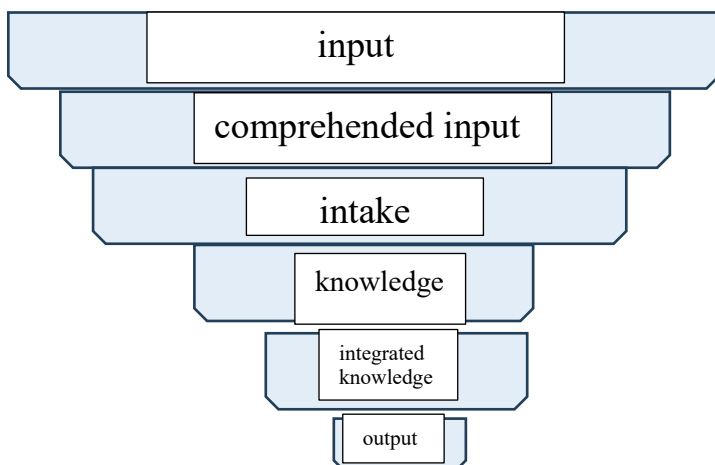 input
comprehended input
intake
knowledge
integrated
knowledge
output